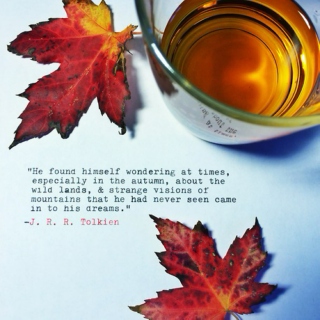 "He found himself wondering at times,
especially in the autumn, about the
wild lands, & strange visions of
mountains that he had never seen came
in to his dreams."
-J. R. R. Tolkien